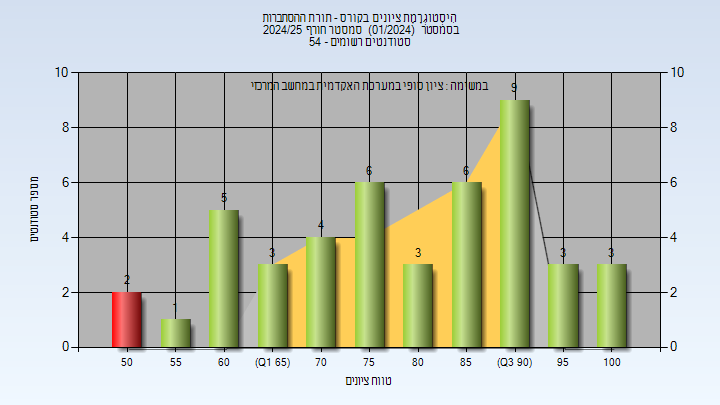 היסטוגרמת ציונים בקורס - תורת ההסתברות
בסמסטר (01/2024) סמסטר חורף 2024/25
סטודנטים רשומים - 54
במשימה : ציון סופי במערכת האקדמית במחשב המרכזי
מספר סטודנטים
10 10
8 8
6 6
4 4
2 2
0 0
2 1 5 3 4 6 3 6 9 3 3
50 55 60 (Q1 65) 70 75 80 85 (Q3 90) 95 100
טווח ציונים